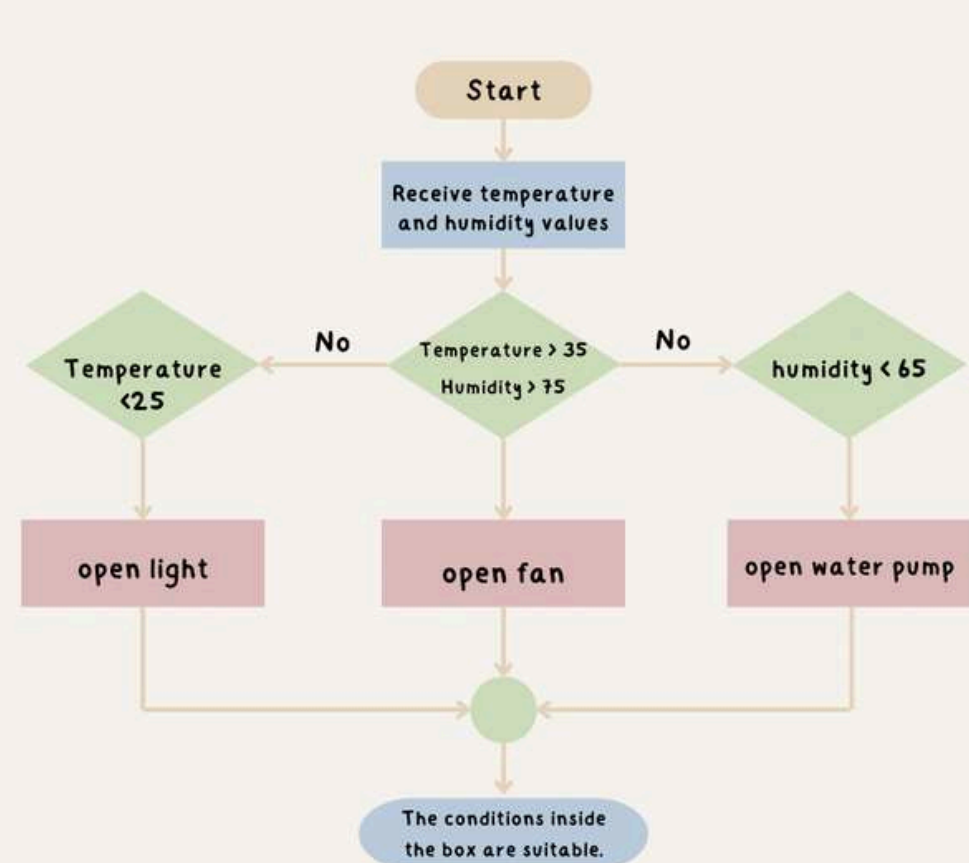 Start
Receive temperature
and humidity values
No
No
Temperature
<25
Temperature > 35
Humidity > 75
humidity < 65
open light
open fan
open water pump
The conditions inside
the box are suitable.